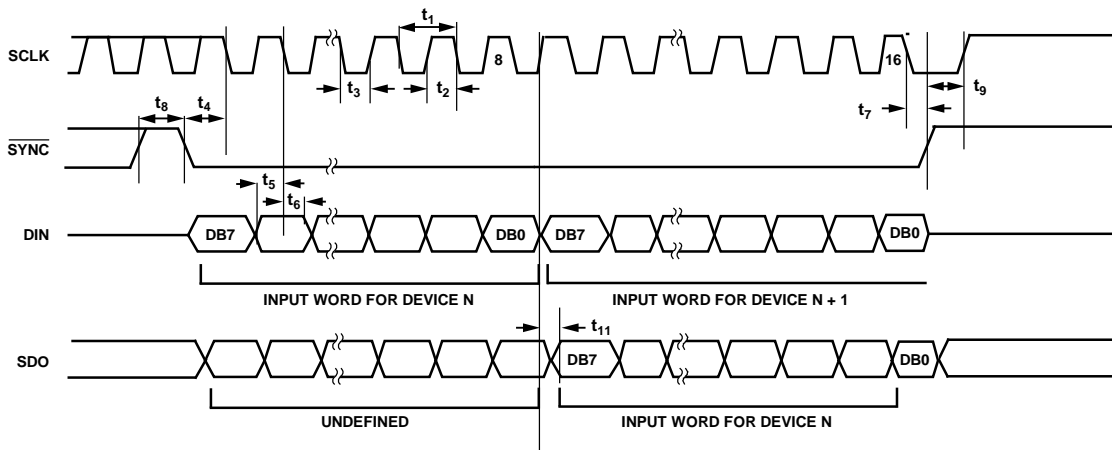 t1
SCLK
8
16
t3
t2
t9
t8
t4
t7
SYNC
t5
t6
DIN
DB7
DB0
DB7
DB0
INPUT WORD FOR DEVICE N
INPUT WORD FOR DEVICE N + 1
t11
SDO
DB7
DB0
UNDEFINED
INPUT WORD FOR DEVICE N